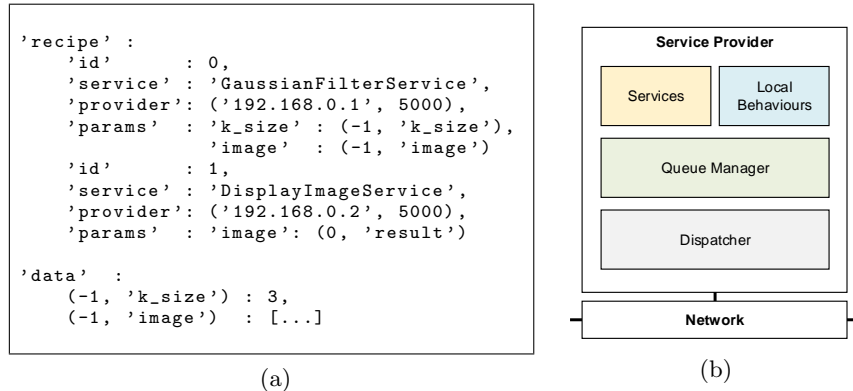 'recipe' :
'id' : 0,
'service' : 'GaussianFilterService',
'provider': ('192.168.0.1', 5000),
'params' : 'k_size' : (-1, 'k_size'),
'image' : (-1, 'image')
'id' : 1,
'service' : 'DisplayImageService',
'provider': ('192.168.0.2', 5000),
'params' : 'image': (0, 'result')
'data' :
(-1, 'k_size') : 3,
(-1, 'image') : [...]
(a)
Service Provider
Services
Local
Behaviours
Queue Manager
Dispatcher
Network
(b)